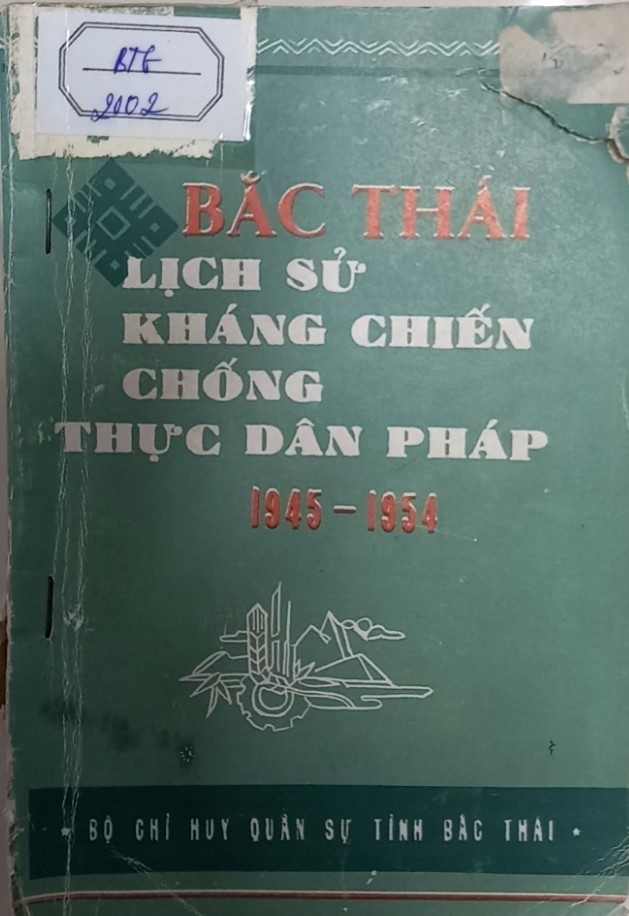 BTG
2002
BẮC THÁI
LỊCH SỬ
KHÁNG CHIẾN
CHỐNG
THỰC DÂN PHÁP
1945 - 1954
BỘ CHỈ HUY QUÂN SỰ TỈNH BẮC THÁI